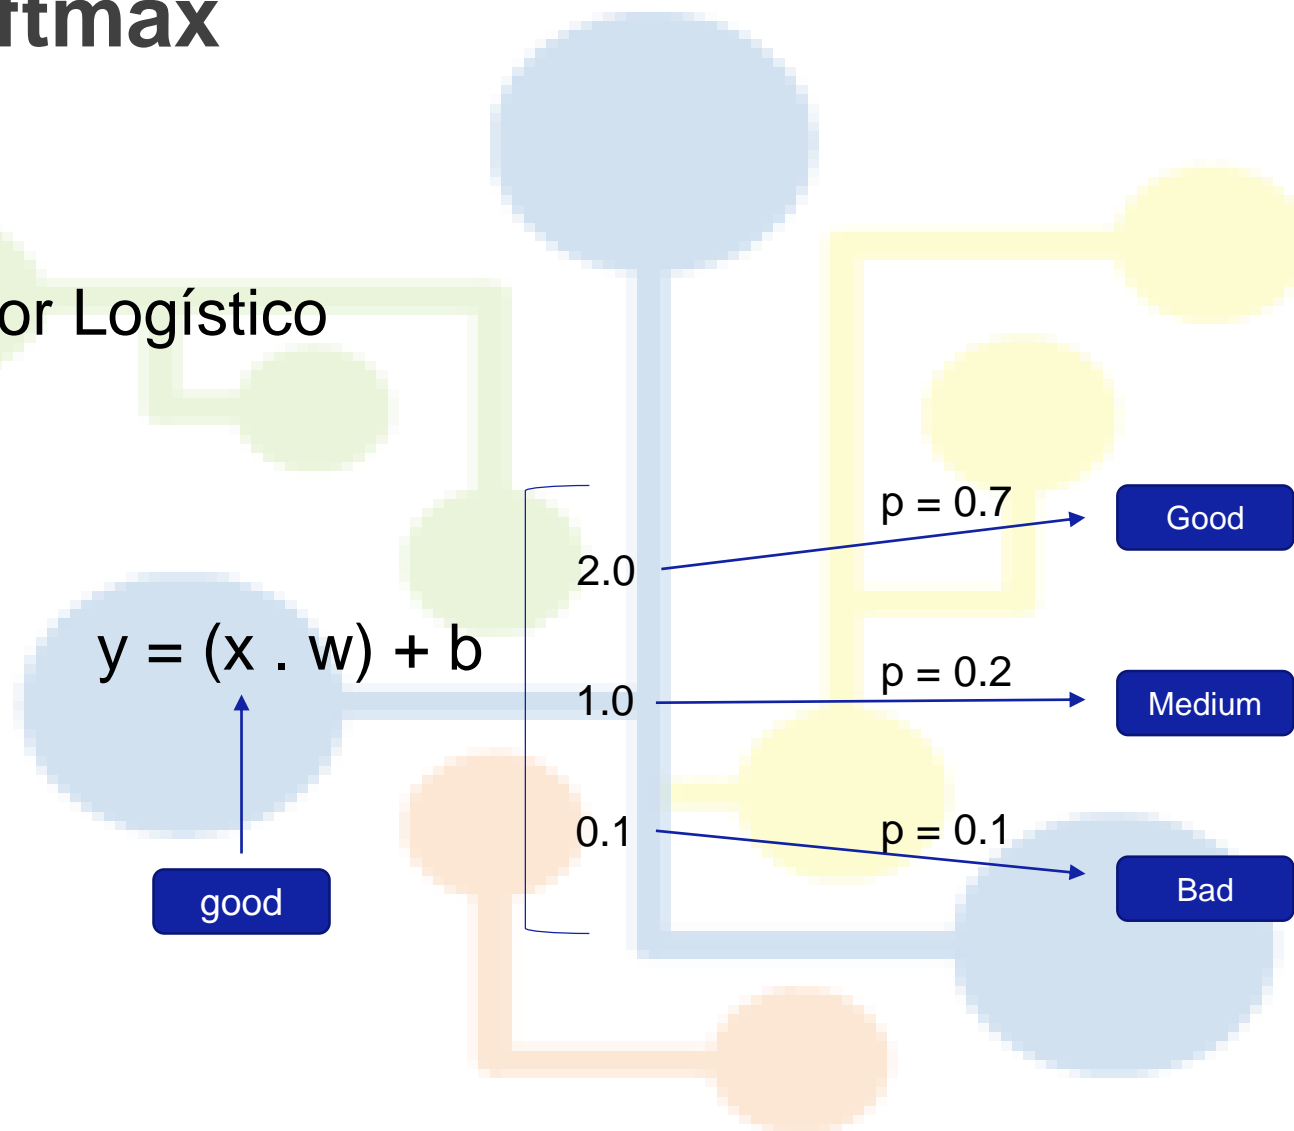 ftmax
or Logístico
p = 0.7
Good
2.0
y = (x . w) + b
p = 0.2
1.0
Medium
0.1
p = 0.1
Bad
good